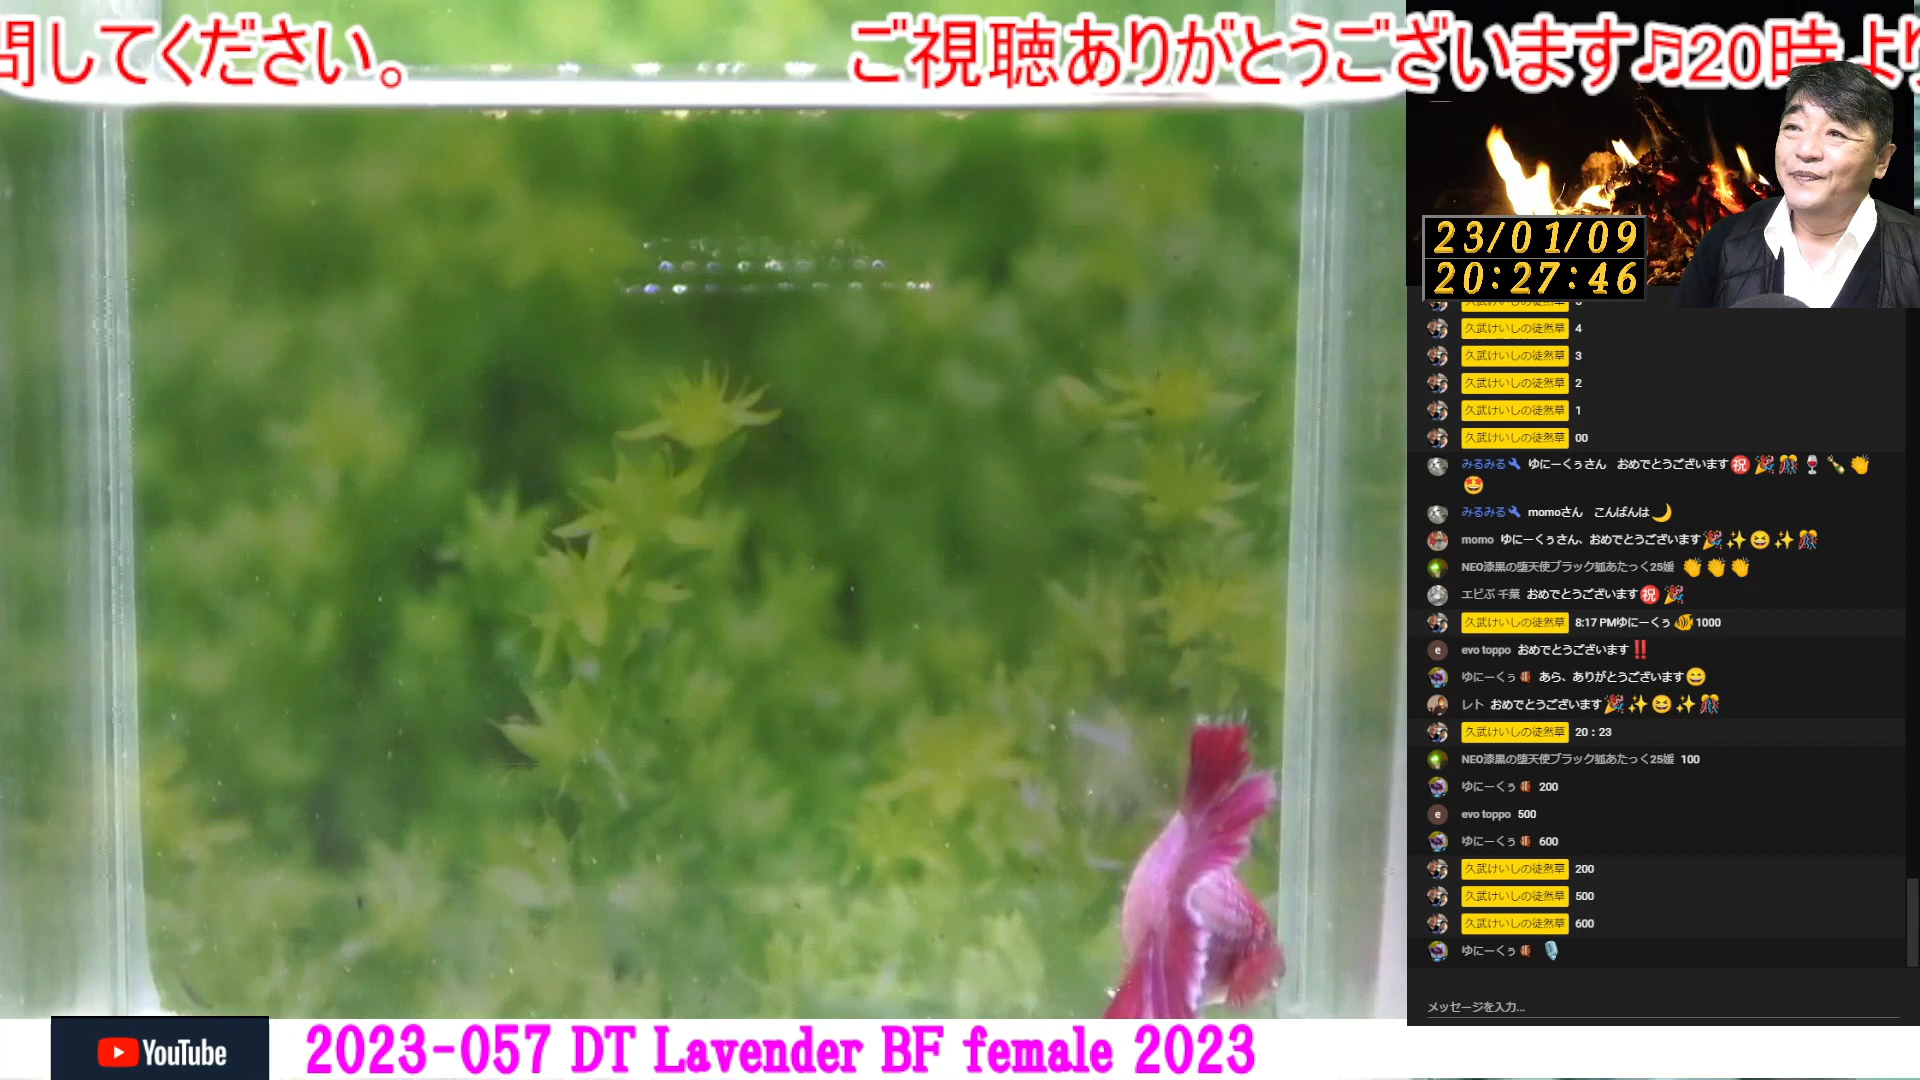 問してください。
ご視聴ありがとうございます♫20時より
23/01/09
20:27:46
久武けいしの徒然草 4
久武けいしの徒然草 3
久武けいしの徒然草 2
久武けいしの徒然草 1
久武けいしの徒然草 00
みるみる🔧 ゆにーくぅさん　おめでとうございます㊗🎉🎊🍷🍾👏
🤩
みるみる🔧 momoさん　こんばんは🌙
momo ゆにーくぅさん、おめでとうございます🎉✨😆✨🎊
NEO漆黒の堕天使ブラック狐あたっく25媛 👏👏👏
エビぶ 千葉 おめでとうございます㊗🎉
久武けいしの徒然草 8:17 PMゆにーくぅ🐠1000
evo toppo おめでとうございます‼
ゆにーくぅ あら、ありがとうございます😄
レト おめでとうございます🎉✨😆✨🎊
久武けいしの徒然草 20：23
NEO漆黒の堕天使ブラック狐あたっく25媛 100
ゆにーくぅ 200
e evo toppo 500
ゆにーくぅ 600
久武けいしの徒然草 200
久武けいしの徒然草 500
久武けいしの徒然草 600
ゆにーくぅ 🎙
メッセージを入力...
YouTube
2023-057 DT Lavender BF female 2023